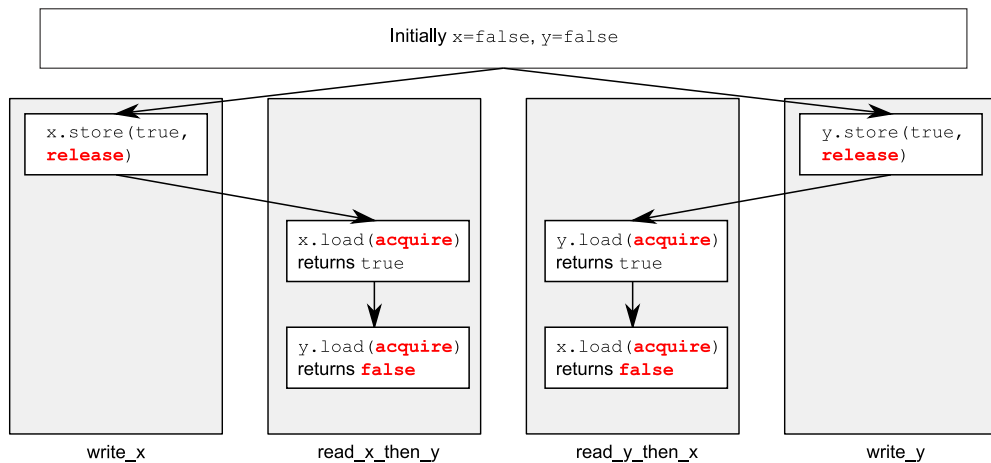 Initially x=false, y=false
x.store(true,
release)
y.store(true,
release)
x.load(acquire)
returns true
y.load(acquire)
returns true
y.load(acquire)
returns false
x.load(acquire)
returns false
write_x
read_x_then_y
read_y_then_x
write_y